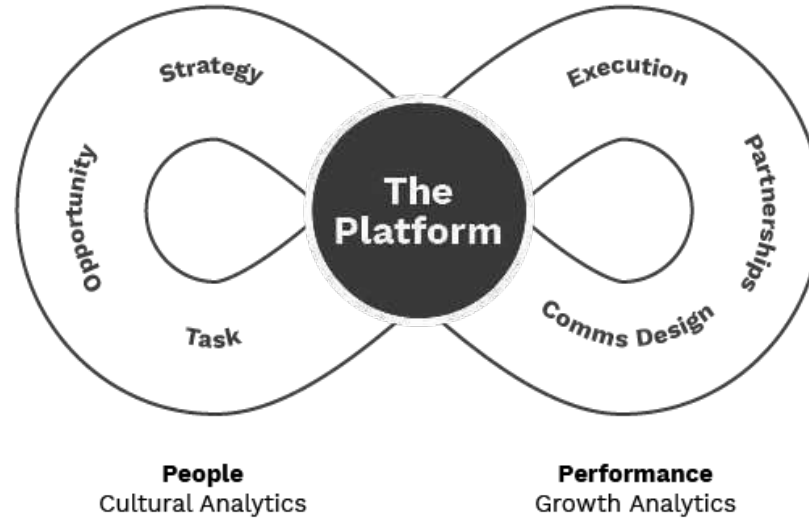 Strategy
Opportunity
Task
The
Platform
Execution
Partnerships
Comms Design
People
Cultural Analytics
Performance
Growth Analytics